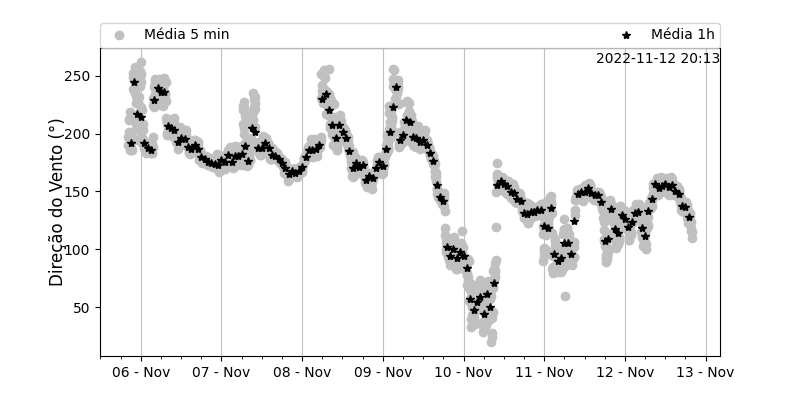 Média 5 min
Média 1h
2022-11-12 20:13
Direção do Vento (°)
250
200
150
100
50
06 - Nov
07 - Nov
08 - Nov
09 - Nov
10 - Nov
11 - Nov
12 - Nov
13 - Nov